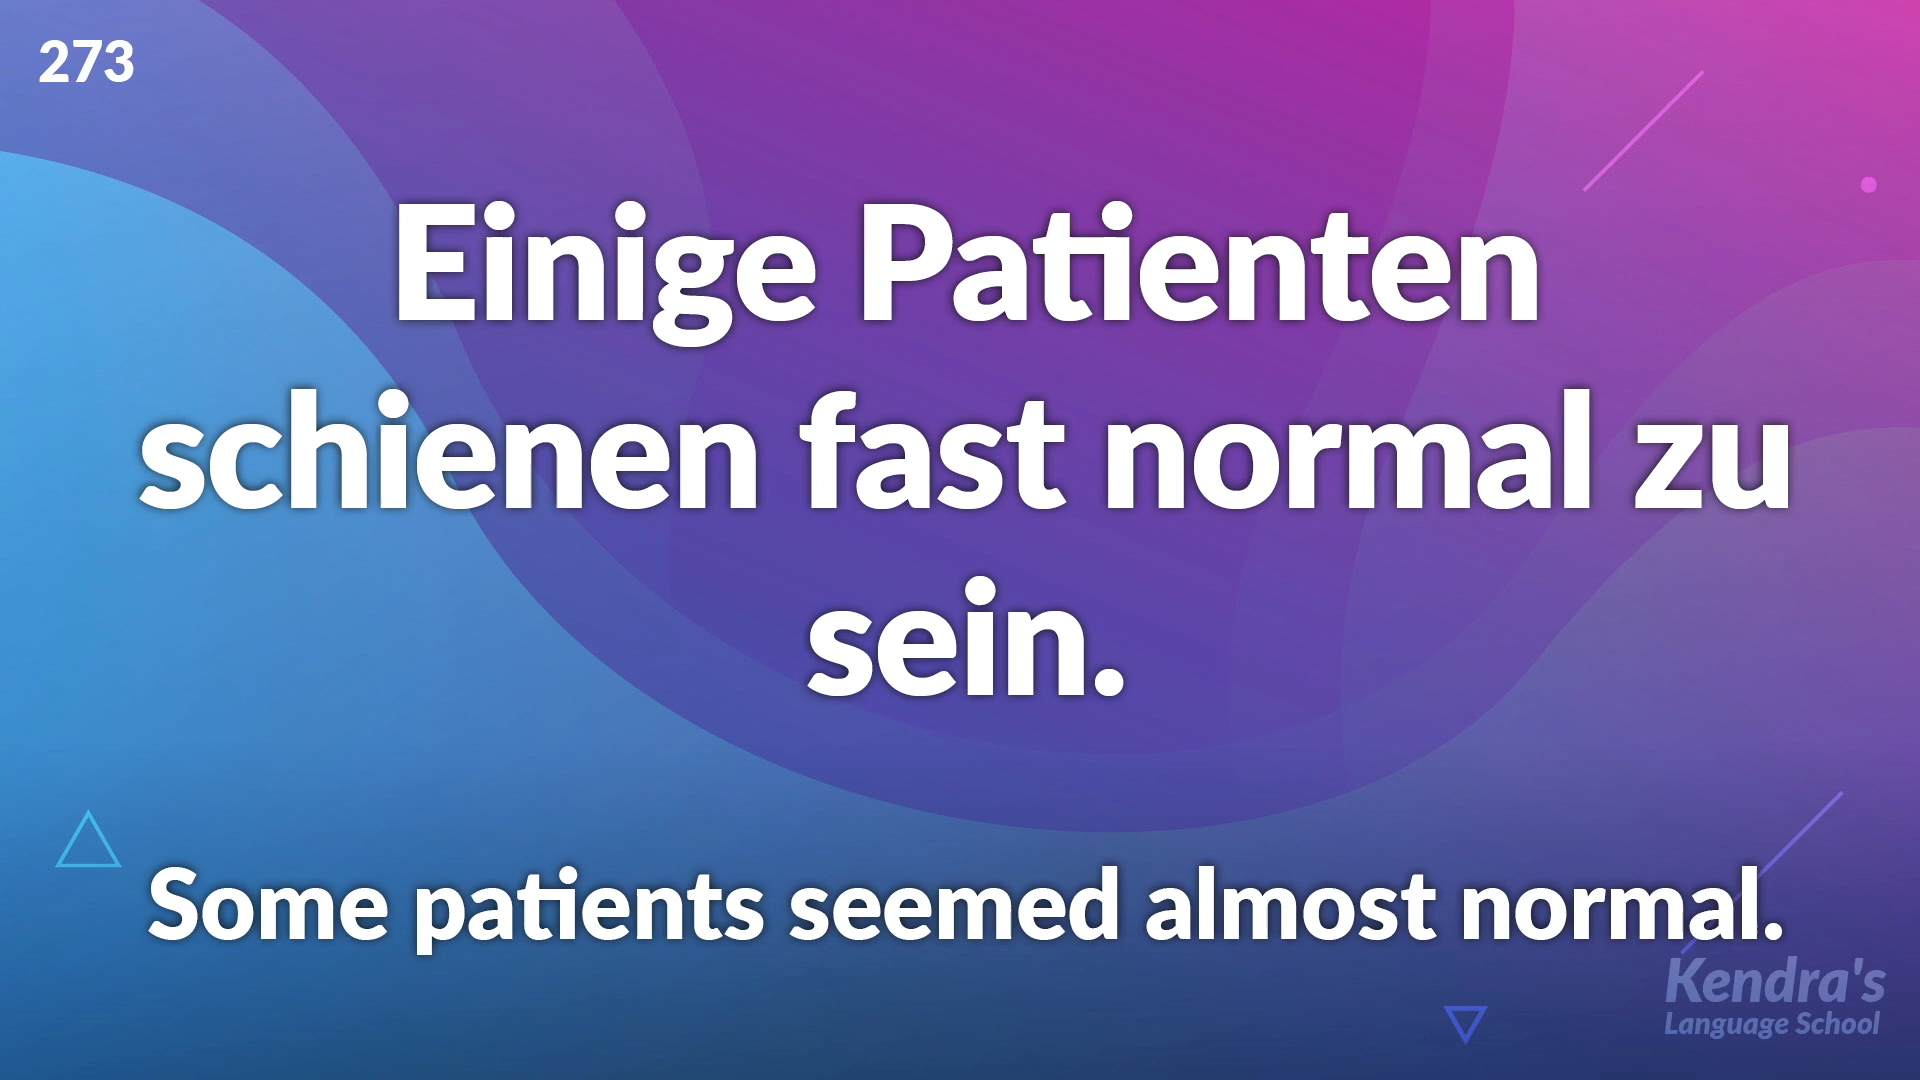 273
Einige Patienten
schienen fast normal zu
sein.
Some patients seemed almost normal.
Kendra's
Language School